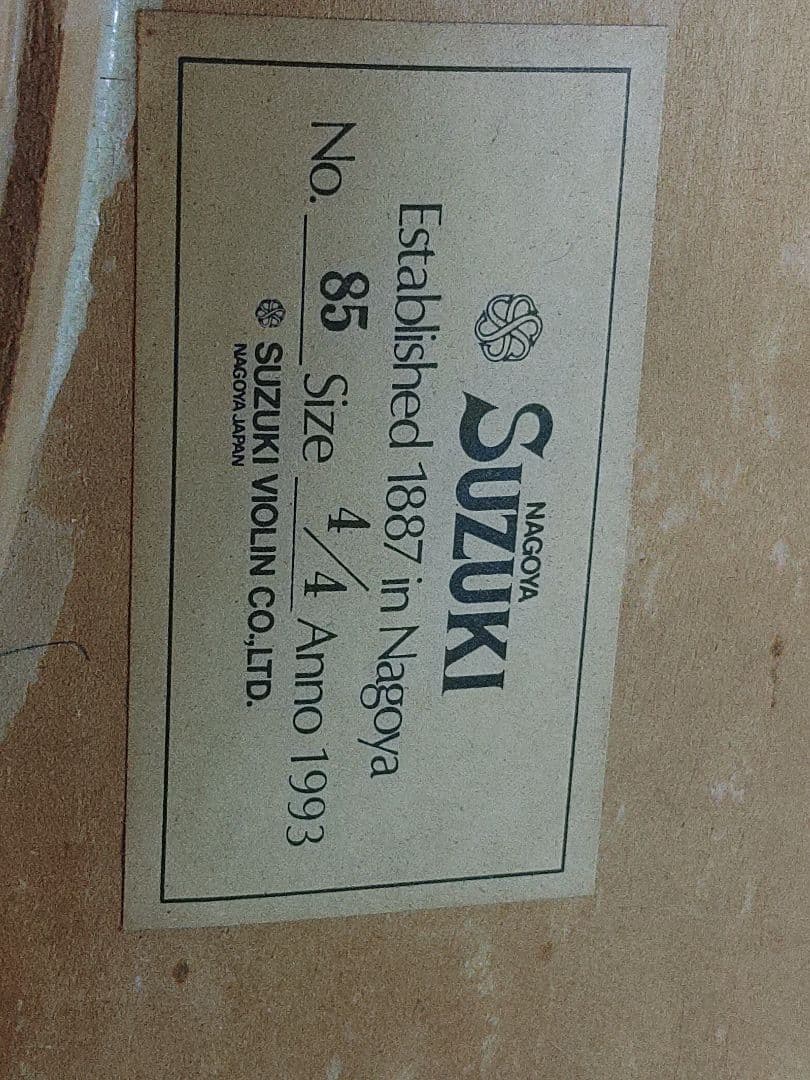 NAGOYA
SUZUKI
Established 1887 in Nagoya
No. 85 Size 4/4 Anno 1993
SUZUKI VIOLIN CO.,LTD.
NAGOYA JAPAN